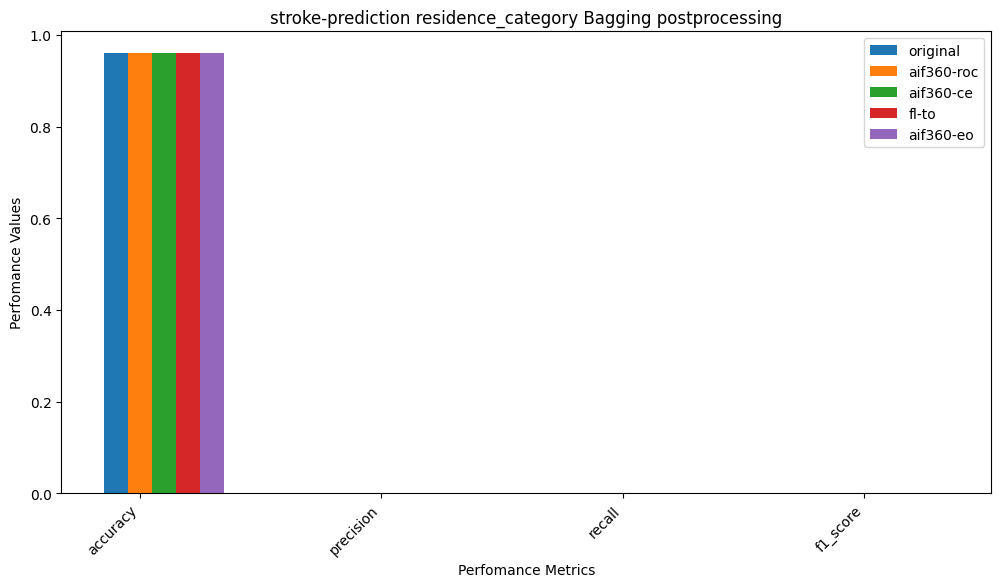 stroke-prediction residence_category Bagging postprocessing
1.0
0.8
0.6
0.4
0.2
0.0
Perfomance Values
original
aif360-roc
aif360-ce
fl-to
aif360-eo
accuracy
precision
recall
f1_score
Perfomance Metrics